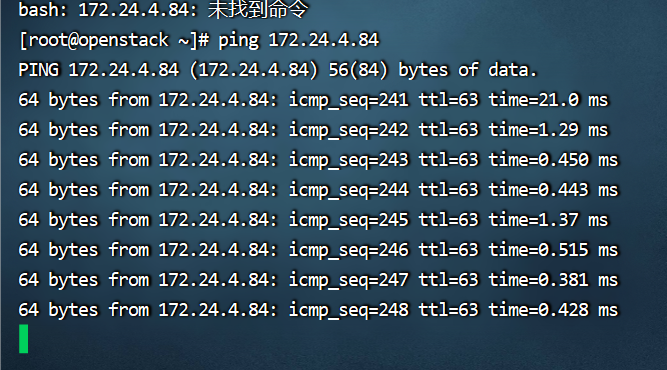 bash: 172.24.4.84: 未找到命令
[root@openstack ~]# ping 172.24.4.84
PING 172.24.4.84 (172.24.4.84) 56(84) bytes of data.
64 bytes from 172.24.4.84: icmp_seq=241 ttl=63 time=21.0 ms
64 bytes from 172.24.4.84: icmp_seq=242 ttl=63 time=1.29 ms
64 bytes from 172.24.4.84: icmp_seq=243 ttl=63 time=0.450 ms
64 bytes from 172.24.4.84: icmp_seq=244 ttl=63 time=0.443 ms
64 bytes from 172.24.4.84: icmp_seq=245 ttl=63 time=1.37 ms
64 bytes from 172.24.4.84: icmp_seq=246 ttl=63 time=0.515 ms
64 bytes from 172.24.4.84: icmp_seq=247 ttl=63 time=0.381 ms
64 bytes from 172.24.4.84: icmp_seq=248 ttl=63 time=0.428 ms